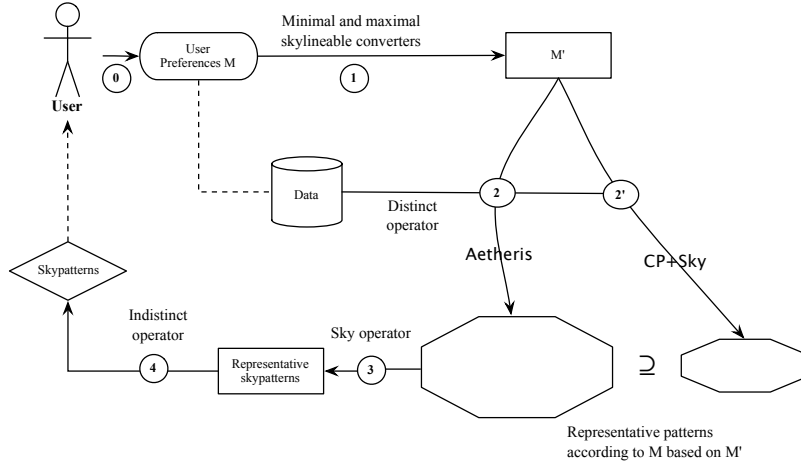 Minimal and maximal
skylineable converters
User
Preferences M
M'
0
1
User
Data
2
2'
Distinct
operator
Aetheris
CP+Sky
Skypatterns
Indistinct
operator
Sky operator
4
Representative
skypatterns
3
⊇
Representative patterns
according to M based on M'